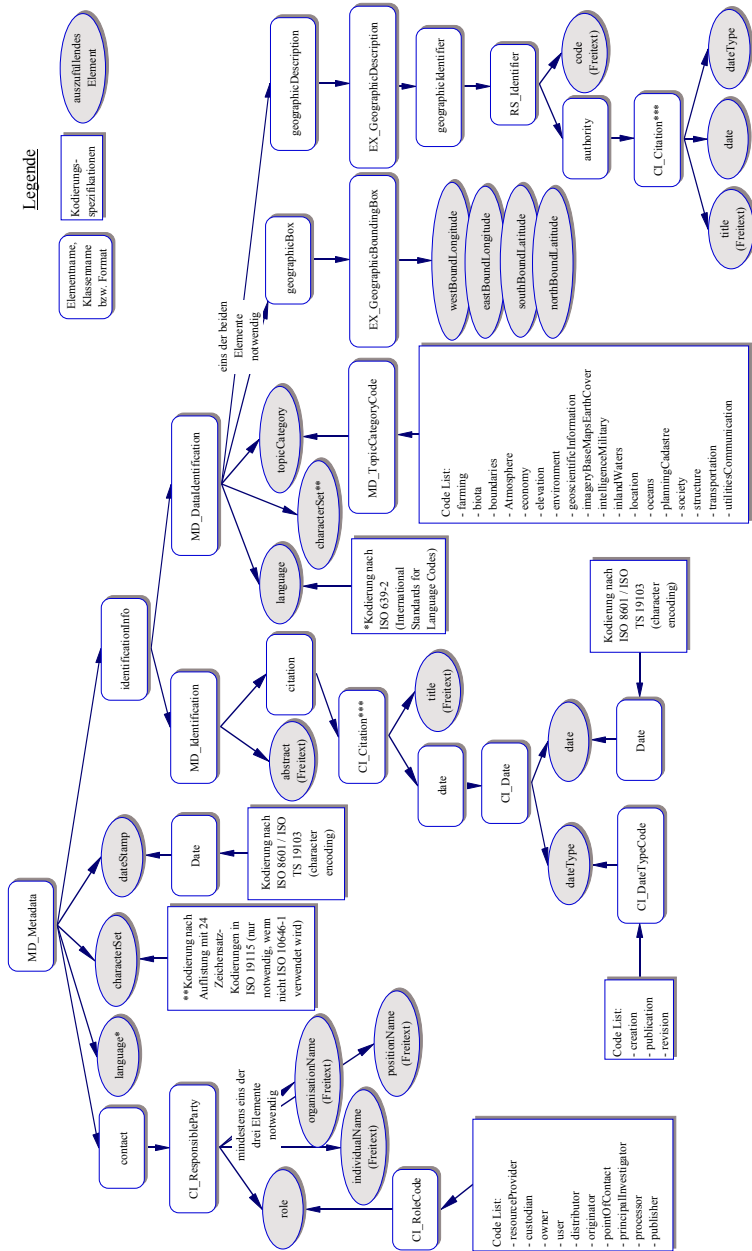 Legende
Elementname,
Klassenname
bzw. Format
Kodierungs-
spezifikationen
auszufüllendes
Element
MD_Metadata
contact
language*
characterSet
dateStamp
identificationInfo
CI_ResponsibleParty
mindestens eins der
drei Elemente
notwendig
role
individualName
(Freitext)
organisationName
(Freitext)
positionName
(Freitext)
CI_RoleCode
Code List:
- resourceProvider
- custodian
- owner
- user
- distributor
- originator
- pointOfContact
- principalInvestigator
- processor
- publisher
**Kodierung nach
Auflistung mit 24
Zeichensatz-
Kodierungen in
ISO 19115 (nur
notwendig, wenn
nicht ISO 10646-1
verwendet wird)
Date
Kodierung nach
ISO 8601/ ISO
TS 19103
(character
encoding)
MD_Identification
MD_DataIdentification
abstract
(Freitext)
citation
CI_Citation***
date
title
(Freitext)
CI_Date
dateType
date
CI_DateTypeCode
Date
Code List:
- creation
- publication
- revision
Kodierung nach
ISO 8601 / ISO
TS 19103
(character
encoding)
language
characterSet**
topicCategory
eins der beiden
Elemente
notwendig
*Kodierung nach
ISO 639-2
(International
Standards for
Language Codes)
MD_TopicCategoryCode
Code List:
- farming
- biota
- boundaries
- Atmosphere
- economy
- elevation
- environment
- geoscientificInformation
- imageryBaseMapsEarthCover
- intelligenceMilitary
- inlandWaters
- location
- oceans
- planningCadastre
- society
- structure
- transportation
- utilitiesCommunication
geographicBox
EX_GeographicBoundingBox
westBoundLongitude
eastBoundLongitude
southBoundLatitude
northBoundLatitude
geographicDescription
EX_GeographicDescription
geographicIdentifier
RS_Identifier
authority
code
(Freitext)
CI_Citation***
title
(Freitext)
date
dateType